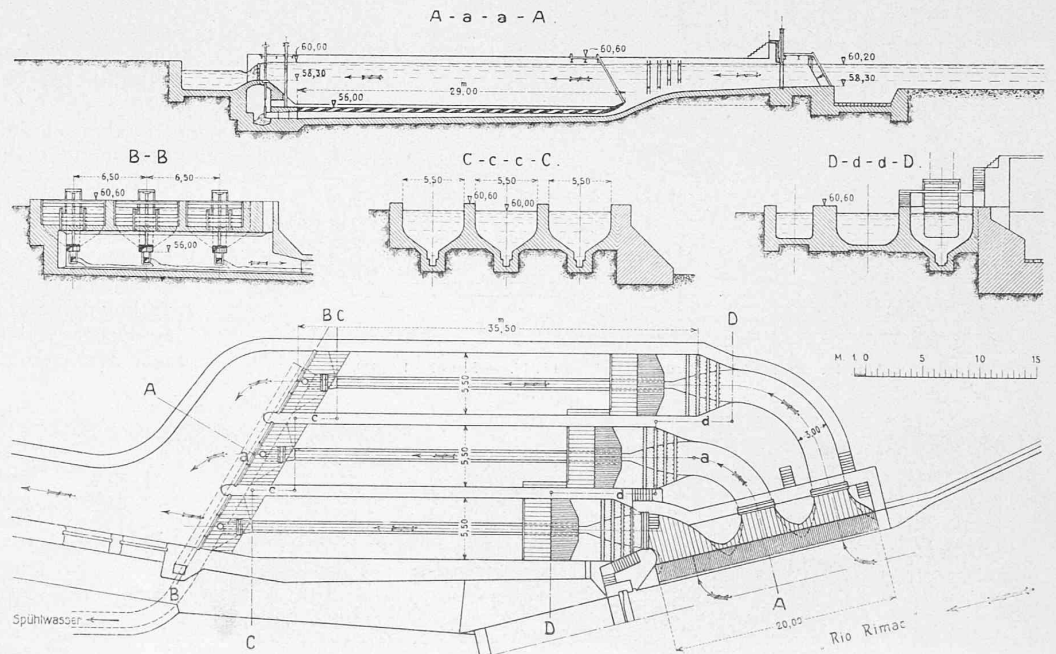 A-a-a-A
60,00
58,30
56,00
m
29,00
60,60
60,20
58,30
B-B
6,50 6,50
60,60
56,00
C-c-c-C.
5,50 5,50 5,50
60,60
60,00
D-d-d-D.
60,60
B C
m
35,50
D
M 1 0 5 10 15
A
5,50
c
d
3,00
a
5,50
a
c
d
5,50
B
Spühlwasser
C
D
A
20,00
Rio Rimac